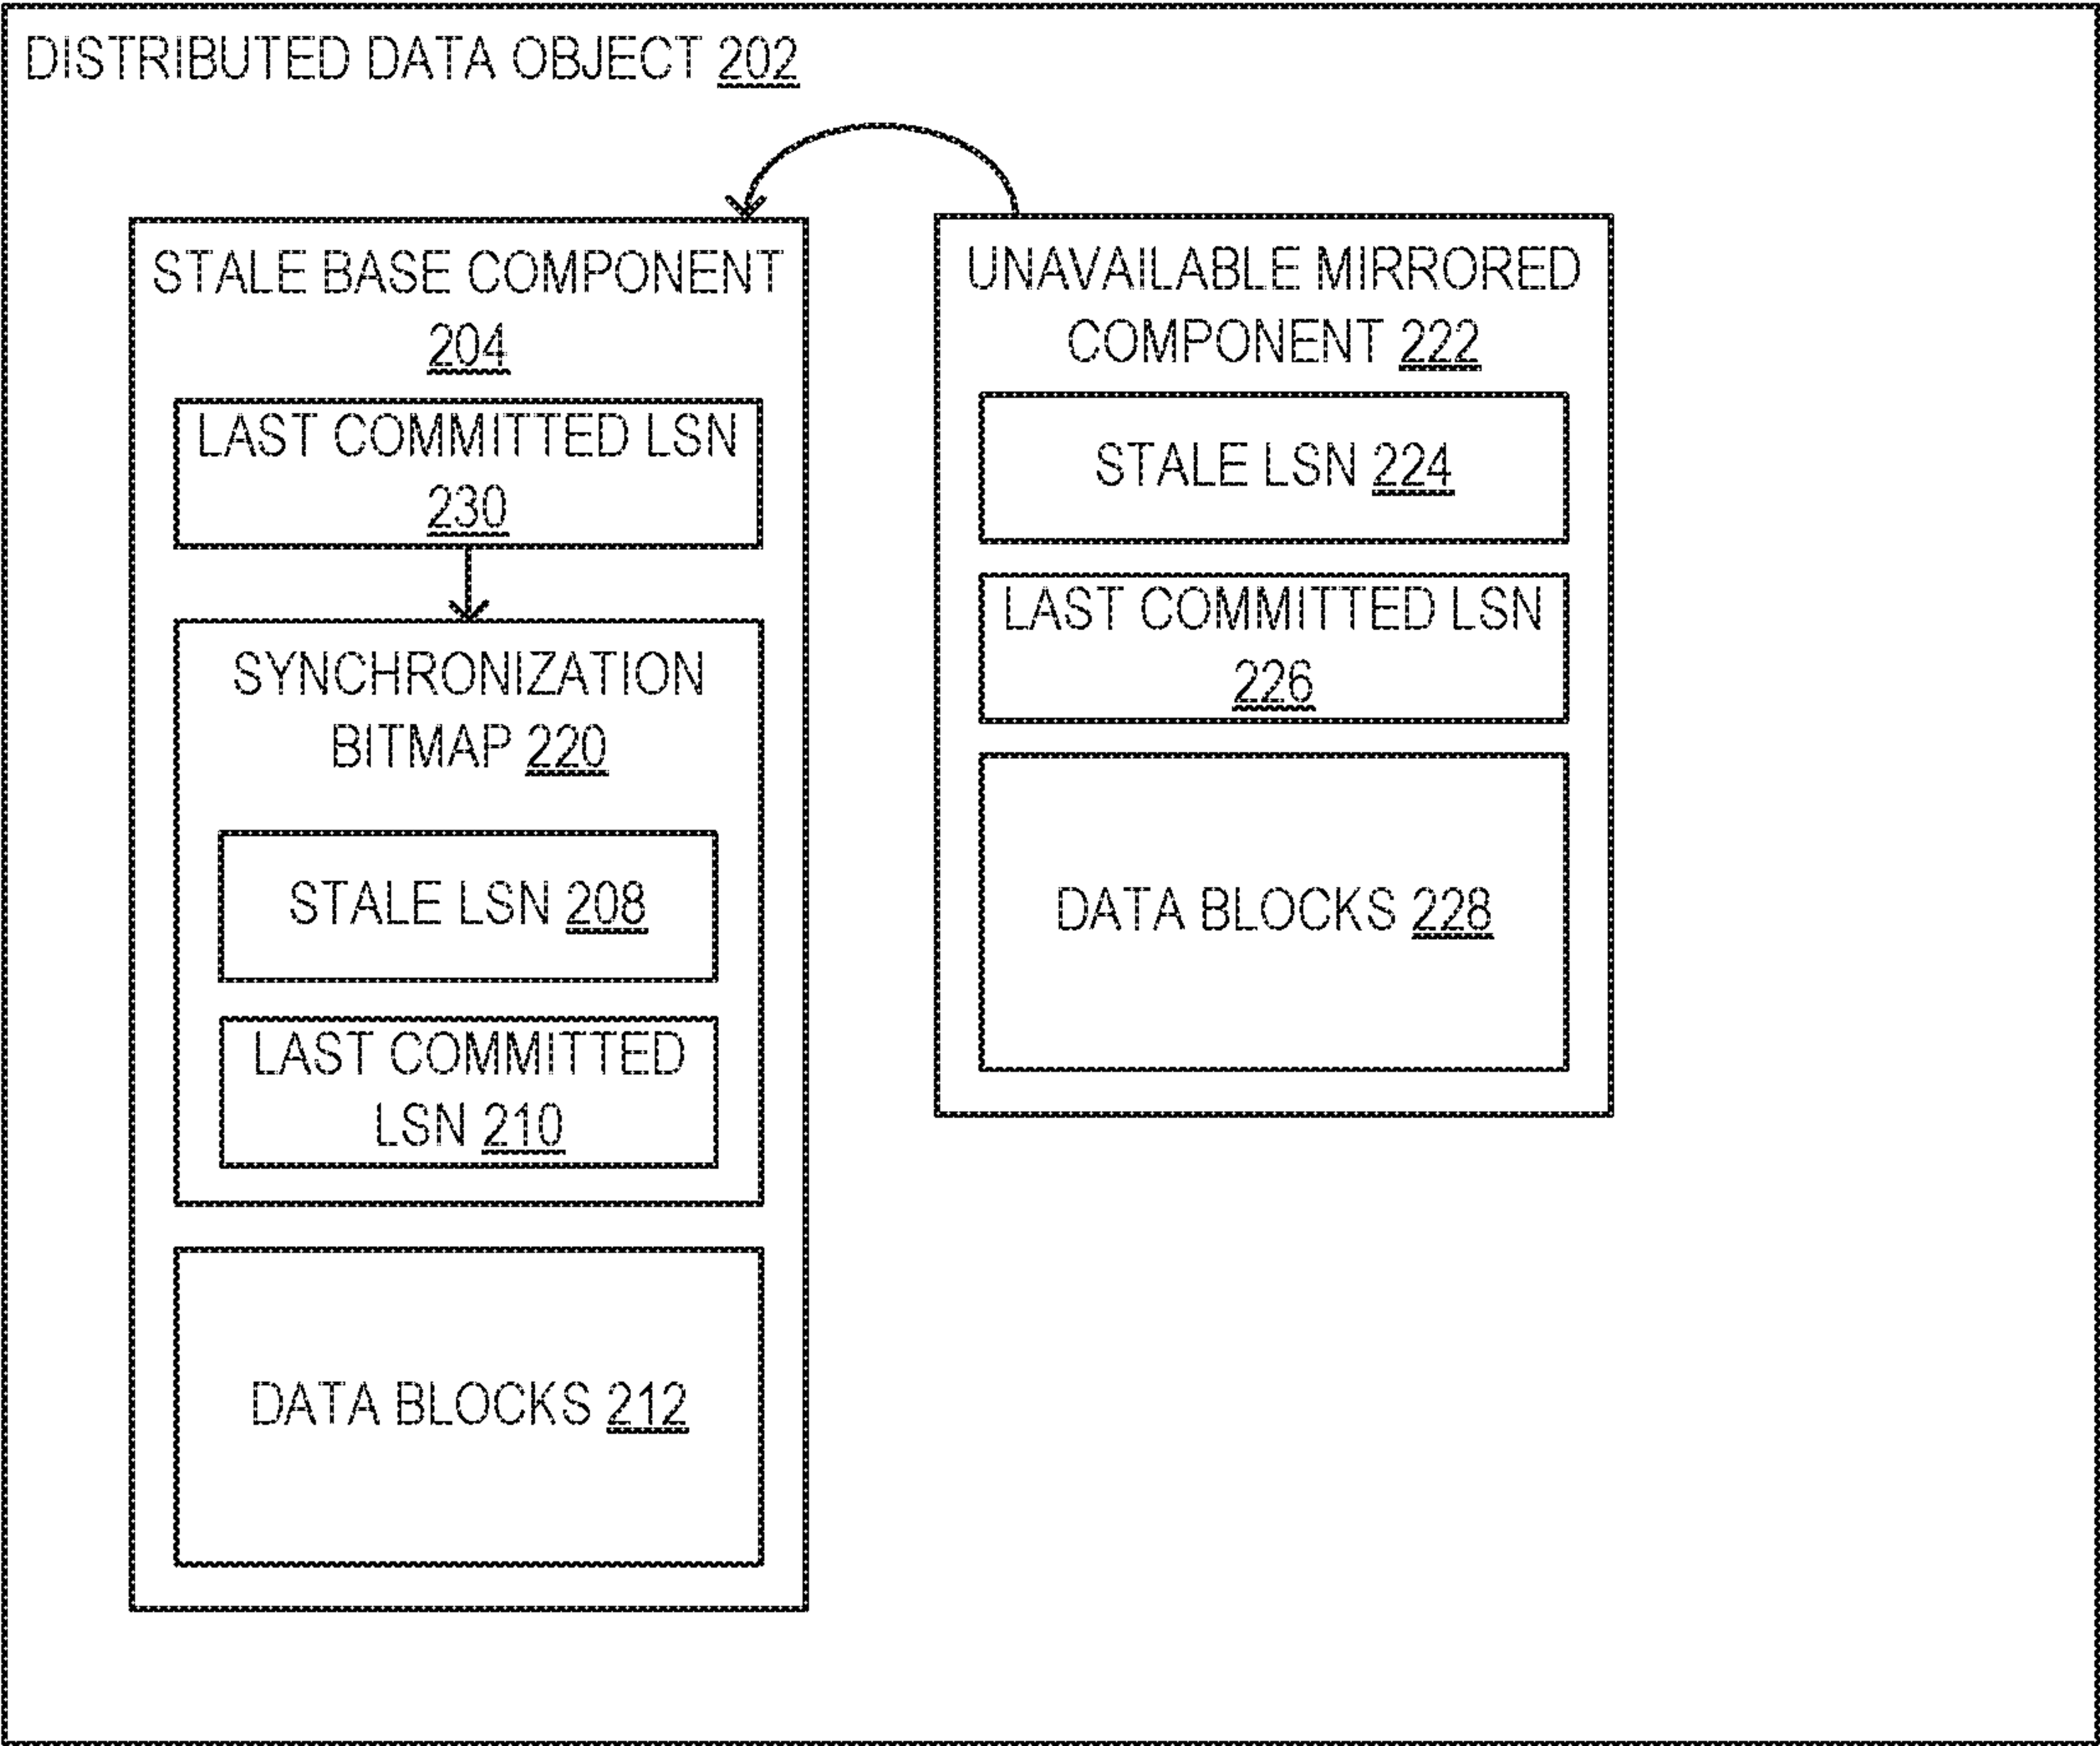 DISTRIBUTED DATA OBJECT 202
STALE BASE COMPONENT
204
LAST COMMITTED LSN
230
SYNCHRONIZATION
BITMAP 220
STALE LSN 208
LAST COMMITTED
LSN 210
DATA BLOCKS 212
UNAVAILABLE MIRRORED
COMPONENT 222
STALE LSN 224
LAST COMMITTED LSN
226
DATA BLOCKS 228